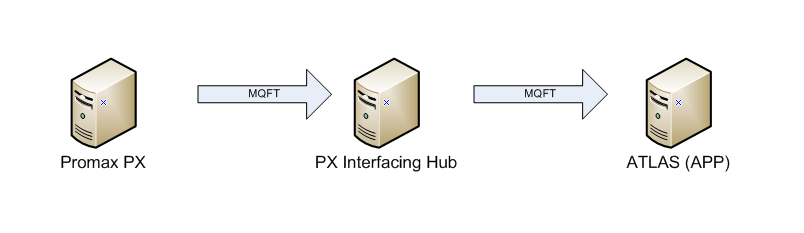 MQFT
MQFT
Promax PX
PX Interfacing Hub
ATLAS (APP)